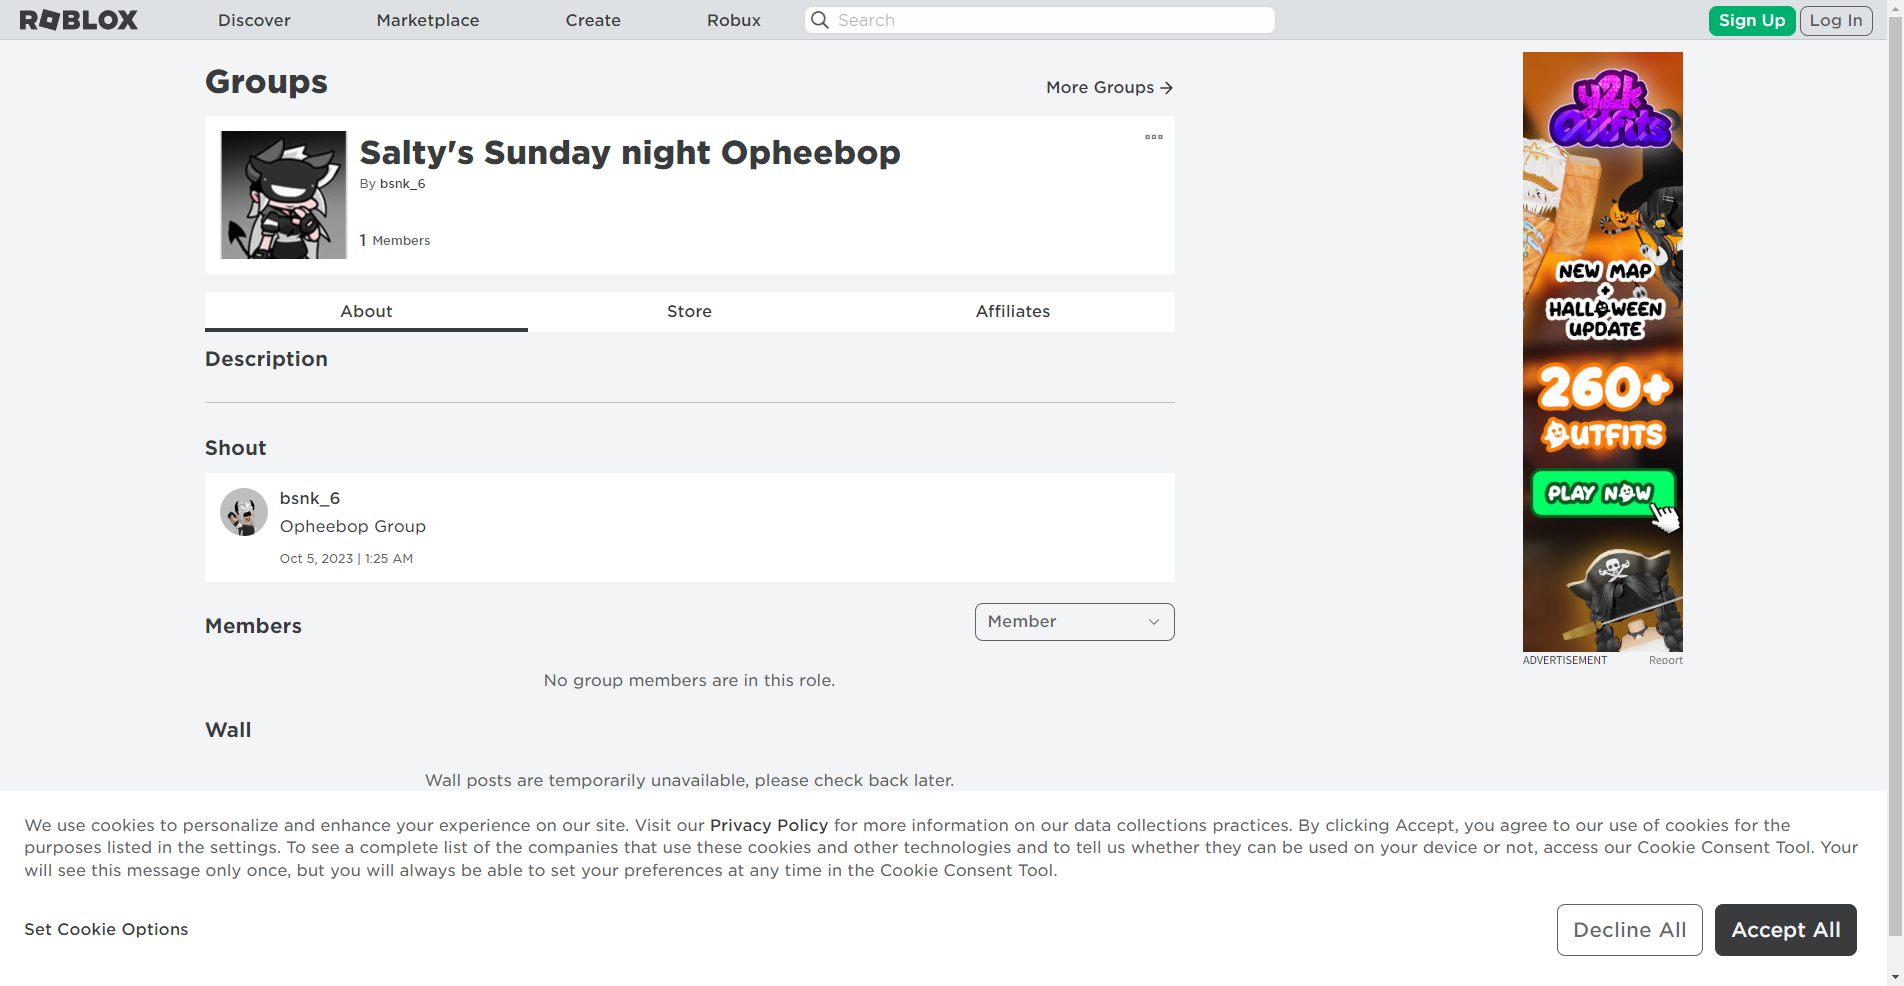 ROBLOX
Discover
Marketplace
Create
Robux
Search
Sign Up
Log In
Groups
More Groups
Salty's Sunday night Opheebop
By bsnk_6
1 Members
About
Store
Affiliates
Description
Shout
bsnk_6
Opheebop Group
Oct 5, 2023 | 1:25 AM
Members
Member
No group members are in this role.
Wall
Wall posts are temporarily unavailable, please check back later.
y2k
Outfits
NEW MAP
+
HALLOWEEN
UPDATE
260+
OUTFITS
PLAY NOW
ADVERTISEMENT
Report
We use cookies to personalize and enhance your experience on our site. Visit our Privacy Policy for more information on our data collections practices. By clicking Accept, you agree to our use of cookies for the
purposes listed in the settings. To see a complete list of the companies that use these cookies and other technologies and to tell us whether they can be used on your device or not, access our Cookie Consent Tool. Your
will see this message only once, but you will always be able to set your preferences at any time in the Cookie Consent Tool.
Set Cookie Options
Decline All
Accept All